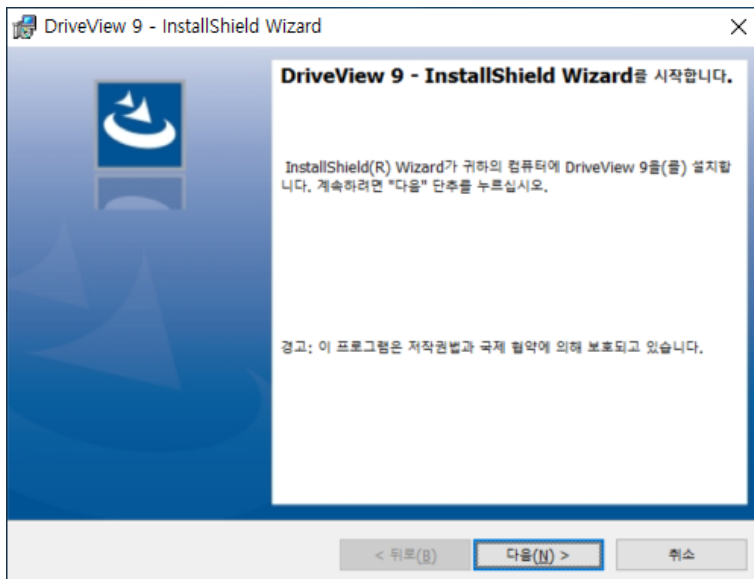 DriveView 9 - InstallShield Wizard
DriveView 9 - InstallShield Wizard를 시작합니다.
InstallShield(R) Wizard가 귀하의 컴퓨터에 DriveView 9을(를) 설치합
니다. 계속하려면 "다음" 단추를 누르십시오.
경고: 이 프로그램은 저작권법과 국제 협약에 의해 보호되고 있습니다.
< 뒤로(B)
다음(N) >
취소